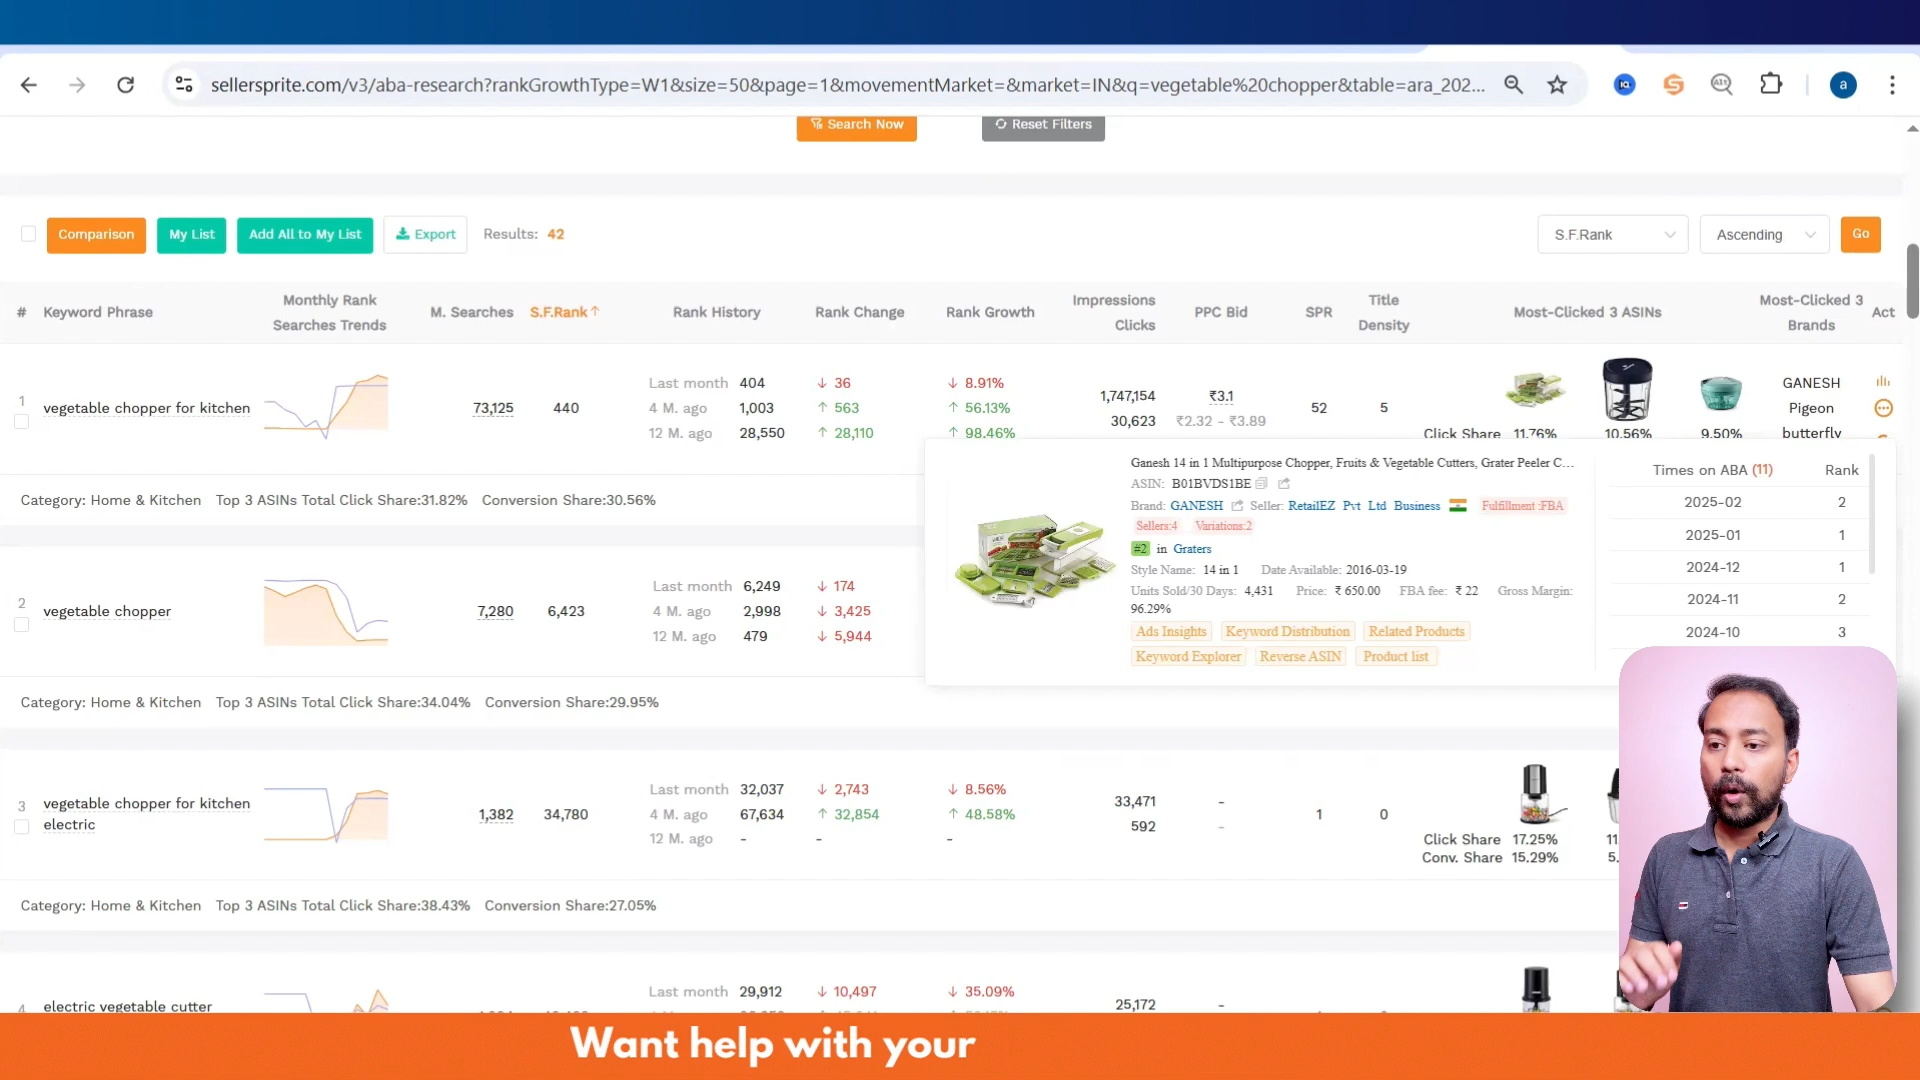 sellersprite.com/v3/aba-research?rankGrowthType=W1&size=50&page=1&movementMarket=&market=IN&q=vegetable%20chopper&table=ara_202...
a
Search Now
Reset Filters
Comparison
My List
Add All to My List
Export
Results: 42
S.F.Rank
Ascending
Go
# Keyword Phrase
Monthly Rank
Searches Trends
M. Searches
S.F.Rank
Rank History
Rank Change
Rank Growth
Impressions
Clicks
PPC Bid
SPR
Title
Density
Most-Clicked 3 ASINs
Most-Clicked 3
Brands
Act
1
vegetable chopper for kitchen
73,125
440
Last month 404 ↓ 36 ↓ 8.91%
4 M. ago 1,003 ↑ 563 ↑ 56.13%
12 M. ago 28,550 ↑ 28,110 ↑ 98.46%
1,747,154
30,623
₹3.1
₹2.32 - ₹3.89
52
5
Click Share 11.76% 10.56% 9.50%
GANESH
Pigeon
butterfly
Category: Home & Kitchen Top 3 ASINs Total Click Share:31.82% Conversion Share:30.56%
Ganesh 14 in 1 Multipurpose Chopper, Fruits & Vegetable Cutters, Grater Peeler C...
ASIN: B01BVDS1BE
Brand: GANESH Seller: RetailEZ Pvt Ltd Business Fulfillment :FBA
Sellers:4 Variations:2
#2 in Graters
Style Name: 14 in 1 Date Available: 2016-03-19
Units Sold/30 Days: 4,431 Price: ₹ 650.00 FBA fee: ₹ 22 Gross Margin:
96.29%
Ads Insights Keyword Distribution Related Products
Keyword Explorer Reverse ASIN Product list
Times on ABA (11) Rank
2025-02 2
2025-01 1
2024-12 1
2024-11 2
2024-10 3
2
vegetable chopper
7,280
6,423
Last month 6,249 ↓ 174
4 M. ago 2,998 ↓ 3,425
12 M. ago 479 ↓ 5,944
Category: Home & Kitchen Top 3 ASINs Total Click Share:34.04% Conversion Share:29.95%
3
vegetable chopper for kitchen
electric
1,382
34,780
Last month 32,037 ↓ 2,743 ↓ 8.56%
4 M. ago 67,634 ↑ 32,854 ↑ 48.58%
12 M. ago - - -
33,471
592
-
-
1
0
Click Share 17.25%
Conv. Share 15.29%
Category: Home & Kitchen Top 3 ASINs Total Click Share:38.43% Conversion Share:27.05%
4
electric vegetable cutter
Last month 29,912 ↓ 10,497 ↓ 35.09%
25,172
-
Want help with your